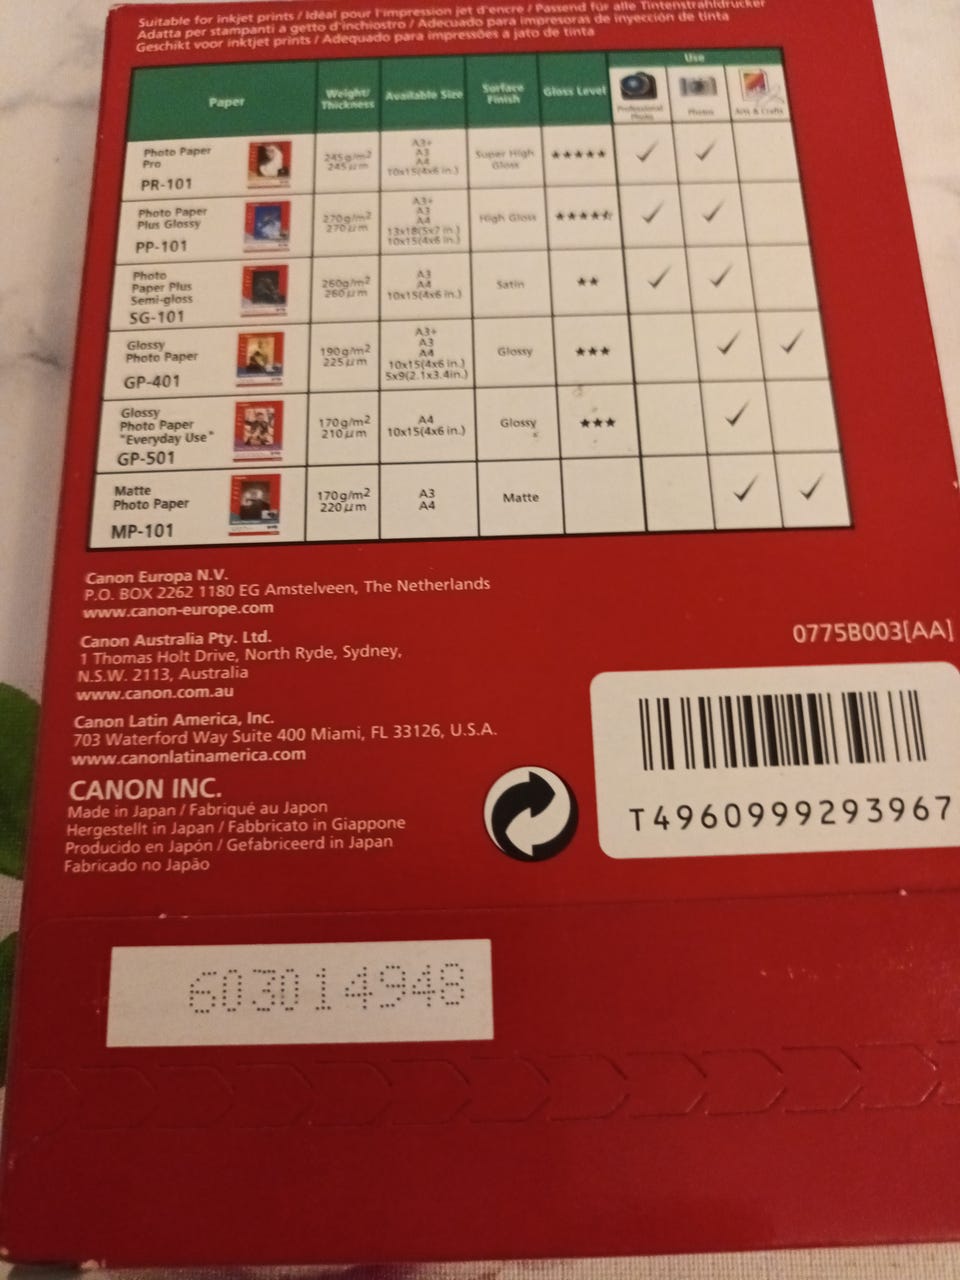 Suitable for inkjet prints / Idéal pour l'impression jet d'encre / Passend für alle Tintenstrahldrucker
Adatta per stampanti a getto d'inchiostro / Adecuado para impresoras de inyección de tinta
Geschikt voor inktjet prints / Adequado para impressões a jato de tinta
Paper
Weight/
Thickness
Available Size
Surface
Finish
Gloss Level
Use
Professional
Photo
Photos
Arts & Crafts
Photo Paper
Pro
PR-101
245g/m2
245μm
A3+
A3
A4
10x15(4x6 in.)
Super High
Gloss
★★★★★
Photo Paper
Plus Glossy
PP-101
270g/m2
270μm
A3+
A3
A4
13x18(5x7 in.)
10x15(4x6 in.)
High Gloss
Photo
Paper Plus
Semi-gloss
SG-101
260g/m2
260μm
A3
A4
10x15(4x6 in.)
Satin
★★
Glossy
Photo Paper
GP-401
190g/m2
225μm
A3+
A3
A4
10x15(4x6 in.)
5x9(2.1x3.4in.)
Glossy
★★★
Glossy
Photo Paper
"Everyday Use"
GP-501
170g/m2
210μm
A4
10x15(4x6 in.)
Glossy
★★★
Matte
Photo Paper
MP-101
170g/m2
220μm
A3
A4
Matte
Canon Europa N.V.
P.O. BOX 2262 1180 EG Amstelveen, The Netherlands
www.canon-europe.com
Canon Australia Pty. Ltd.
1 Thomas Holt Drive, North Ryde, Sydney,
N.S.W. 2113, Australia
www.canon.com.au
Canon Latin America, Inc.
703 Waterford Way Suite 400 Miami, FL 33126, U.S.A.
www.canonlatinamerica.com
CANON INC.
Made in Japan / Fabriqué au Japon
Hergestellt in Japan / Fabbricato in Giappone
Producido en Japón / Gefabriceerd in Japan
Fabricado no Japão
0775B003[AA]
T4960999293967
603014948